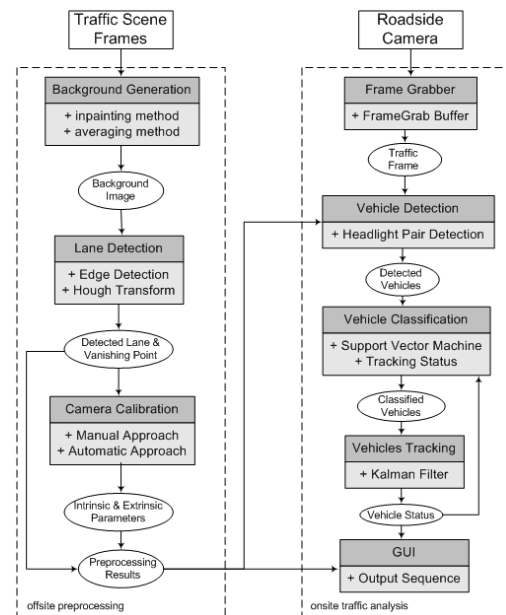 Traffic Scene
Frames
Background Generation
+ inpainting method
+ averaging method
Background
Image
Lane Detection
+ Edge Detection
+ Hough Transform
Detected Lane &
Vanishing Point
Camera Calibration
+ Manual Approach
+ Automatic Approach
Intrinsic & Extrinsic
Parameters
Preprocessing
Results
offsite preprocessing
Roadside
Camera
Frame Grabber
+ FrameGrab Buffer
Traffic
Frame
Vehicle Detection
+ Headlight Pair Detection
Detected
Vehicles
Vehicle Classification
+ Support Vector Machine
+ Tracking Status
Classified
Vehicles
Vehicles Tracking
+ Kalman Filter
Vehicle Status
GUI
+ Output Sequence
onsite traffic analysis